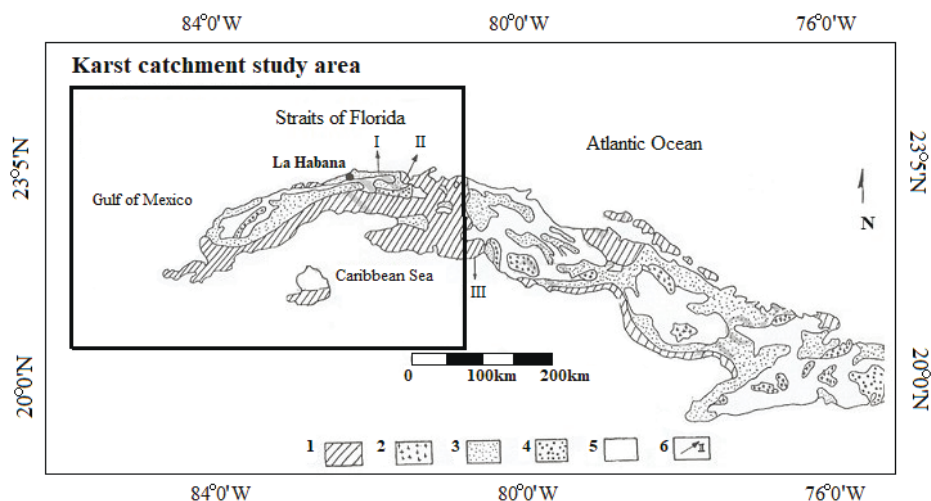 84°0'W 80°0'W 76°0'W
Karst catchment study area
Straits of Florida
I II
Atlantic Ocean
La Habana
23°5'N 23°5'N
Gulf of Mexico
N
Caribbean Sea
III
0 100km 200km
20°0'N 20°0'N
1 2 3 4 5 6 I
84°0'W 80°0'W 76°0'W